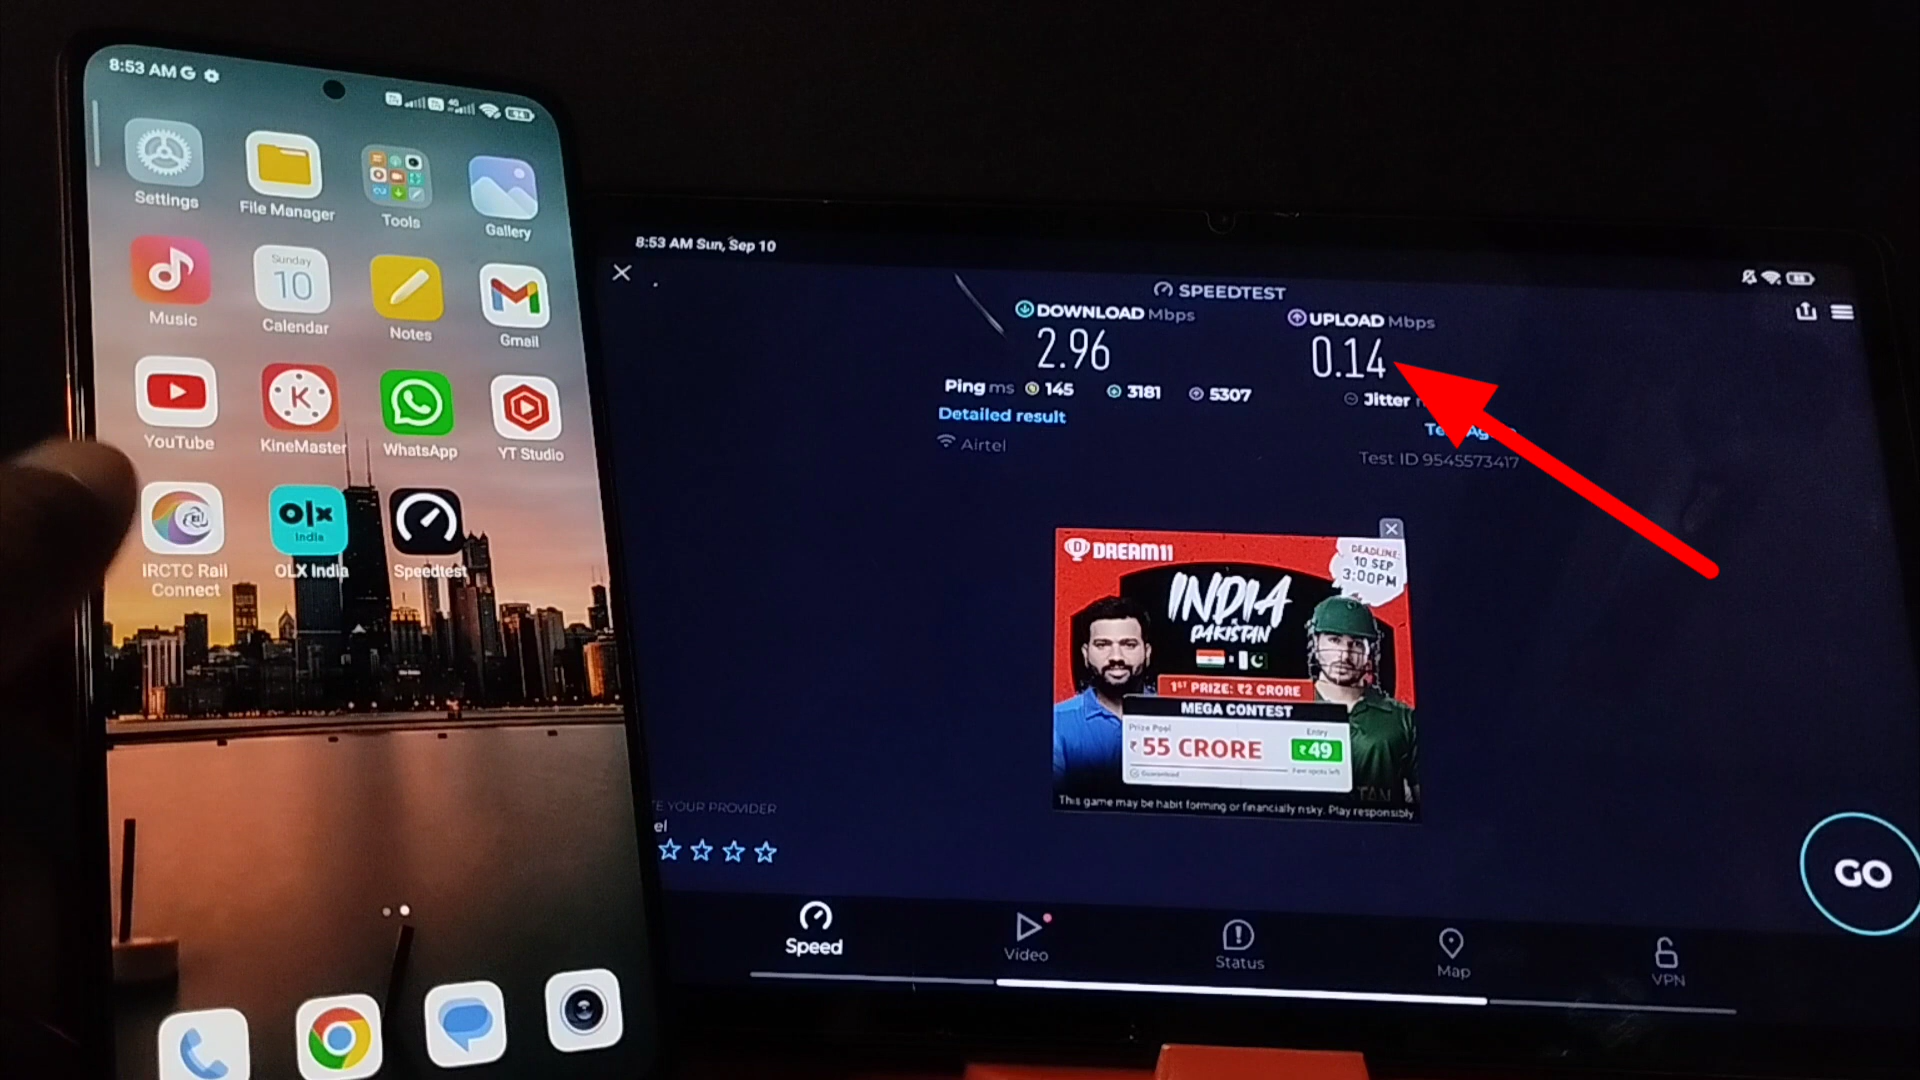 8:53 AM G
Settings
File Manager
Tools
Gallery
Sunday
10
Music
Calendar
Notes
Gmail
YouTube
K
KineMaster
WhatsApp
YT Studio
olx
India
IRCTC Rail
Connect
OLX India
Speedtest
8:53 AM Sun, Sep 10
SPEEDTEST
DOWNLOAD Mbps
UPLOAD Mbps
2.96
0.14
Ping ms 145 3181 5307
Jitter
Detailed result
Airtel
Test ID 9545573417
DREAM11
DEADLINE:
10 SEP
3:00PM
INDIA
PAKISTAN
1ST PRIZE: ₹2 CRORE
MEGA CONTEST
Prize Pool
Entry
₹ 55 CRORE
₹49
Guaranteed
Few spots left
This game may be habit forming or financially risky. Play responsibly
YOUR PROVIDER
el
GO
Speed
Video
Status
Map
VPN